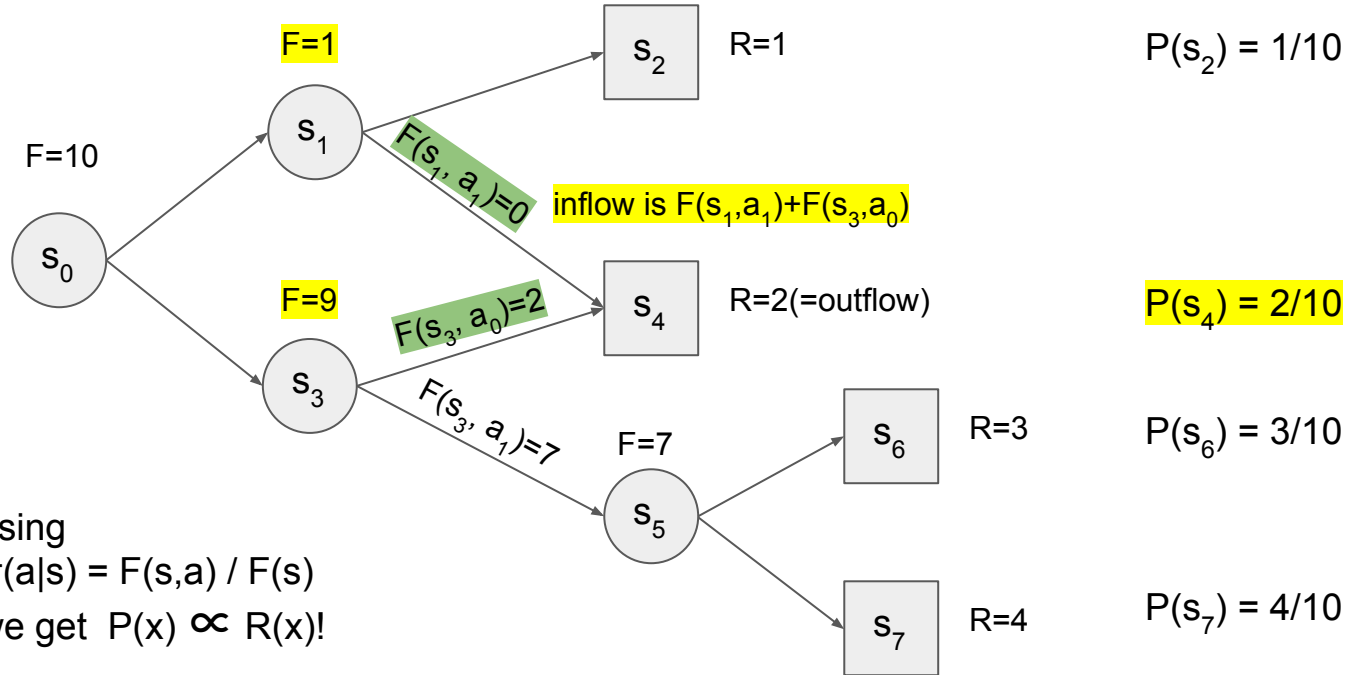 F=1
s2
R=1
P(s2) = 1/10
s1
F=10
F(s1, a1)=0
inflow is F(s1,a1)+F(s3,a0)
s0
F=9
F(s3, a0)=2
s4
R=2(=outflow)
P(s4) = 2/10
s3
F(s3, a1)=7
F=7
s6
R=3
P(s6) = 3/10
s5
sing
(a|s) = F(s,a) / F(s)
we get P(x) ∝ R(x)!
s7
R=4
P(s7) = 4/10